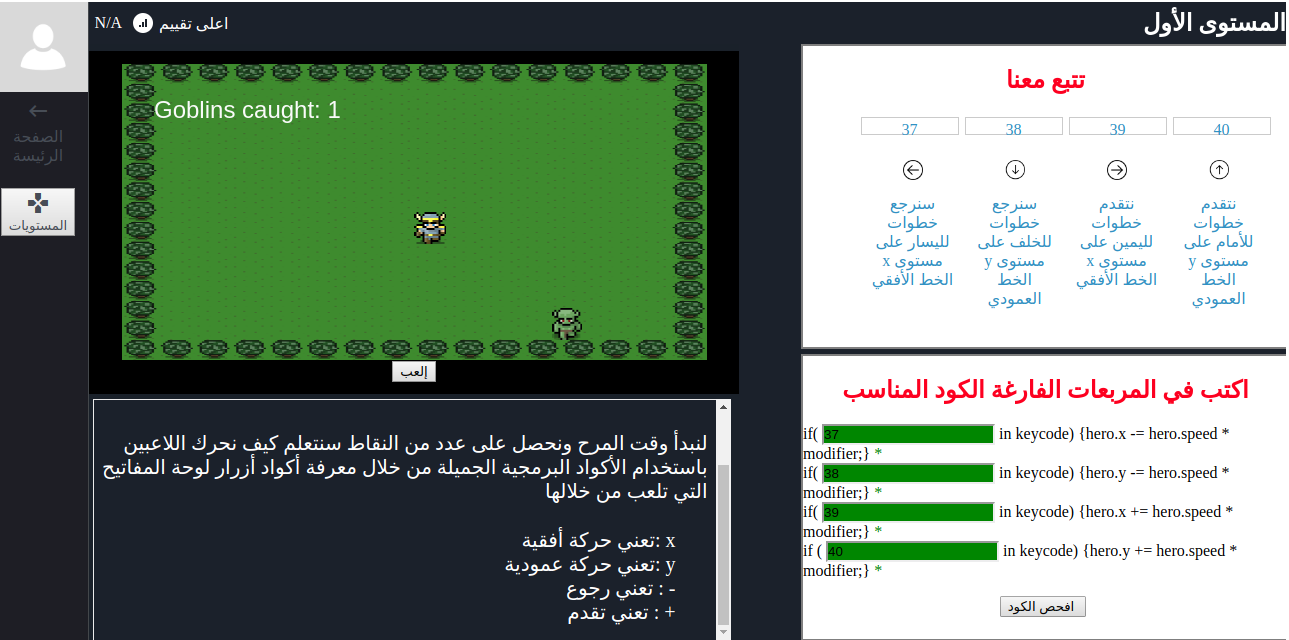 المستوى الأول
اعلى تقييم N/A
الصفحة
الرئيسة
المستويات
Goblins caught: 1
إلعب
لنبدأ وقت المرح ونحصل على عدد من النقاط سنتعلم كيف نحرك اللاعبين
باستخدام الأكواد البرمجية الجميلة من خلال معرفة أكواد أزرار لوحة المفاتيح
التي تلعب من خلالها
x :تعني حركة أفقية
y :تعني حركة عمودية
- : تعني رجوع
+ : تعني تقدم
تتبع معنا
37 38 39 40
سنرجع
خطوات
لليسار على
مستوى x
الخط الأفقي
سنرجع
خطوات
للخلف على
مستوى y
الخط
العمودي
نتقدم
خطوات
لليمين على
مستوى x
الخط الأفقي
نتقدم
خطوات
للأمام على
مستوى y
الخط
العمودي
اكتب في المربعات الفارغة الكود المناسب
if( 37 in keycode) {hero.x -= hero.speed *
modifier;} *
if( 38 in keycode) {hero.y -= hero.speed *
modifier;} *
if( 39 in keycode) {hero.x += hero.speed *
modifier;} *
if ( 40 in keycode) {hero.y += hero.speed *
modifier;} *
افحص الكود